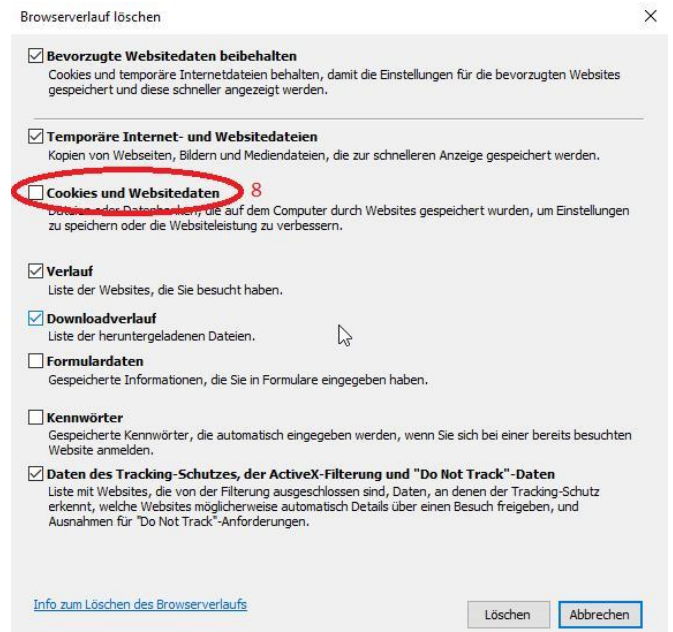 Browserverlauf löschen
Bevorzugte Websitedaten beibehalten
Cookies und temporäre Internetdateien behalten, damit die Einstellungen für die bevorzugten Websites
gespeichert und diese schneller angezeigt werden.
Temporäre Internet- und Websitedateien
Kopien von Webseiten, Bildern und Mediendateien, die zur schnelleren Anzeige gespeichert werden.
Cookies und Websitedaten 8
Dateien oder Datenbanken, die auf dem Computer durch Websites gespeichert wurden, um Einstellungen
zu speichern oder die Websiteleistung zu verbessern.
Verlauf
Liste der Websites, die Sie besucht haben.
Downloadverlauf
Liste der heruntergeladenen Dateien.
Formulardaten
Gespeicherte Informationen, die Sie in Formulare eingegeben haben.
Kennwörter
Gespeicherte Kennwörter, die automatisch eingegeben werden, wenn Sie sich bei einer bereits besuchten
Website anmelden.
Daten des Tracking-Schutzes, der ActiveX-Filterung und "Do Not Track"-Daten
Liste mit Websites, die von der Filterung ausgeschlossen sind, Daten, an denen der Tracking-Schutz
erkennt, welche Websites möglicherweise automatisch Details über einen Besuch freigeben, und
Ausnahmen für "Do Not Track"-Anforderungen.
Info zum Löschen des Browserverlaufs
Löschen Abbrechen